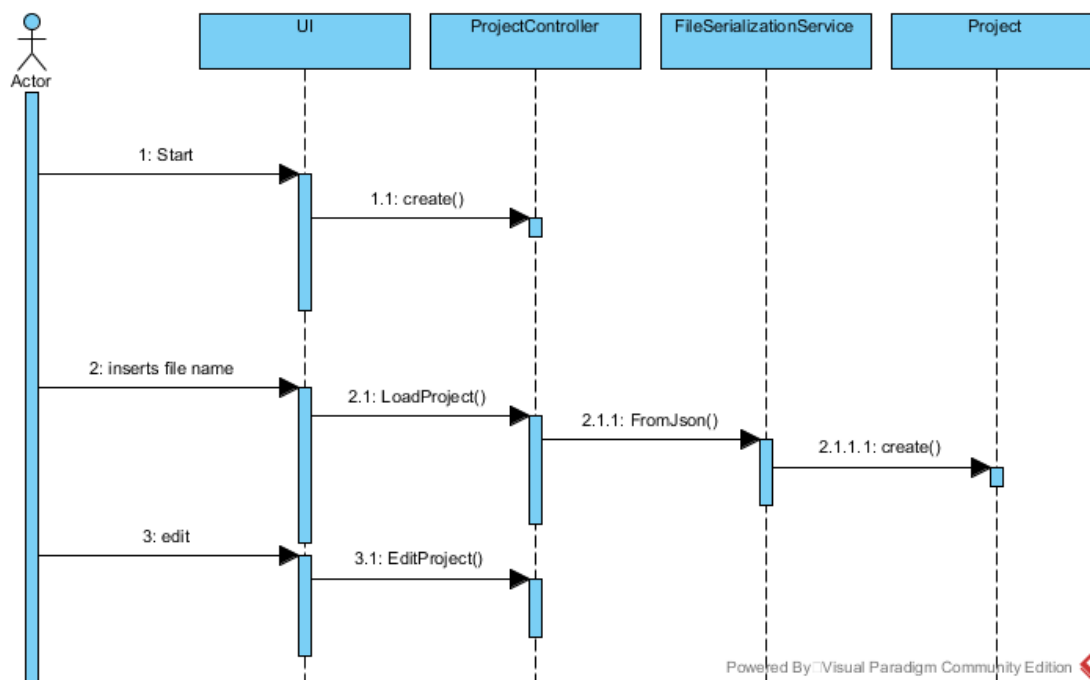 UI
ProjectController
FileSerializationService
Project
Actor
1: Start
1.1: create()
2: inserts file name
2.1: LoadProject()
2.1.1: FromJson()
2.1.1.1: create()
3: edit
3.1: EditProject()
Powered By Visual Paradigm Community Edition